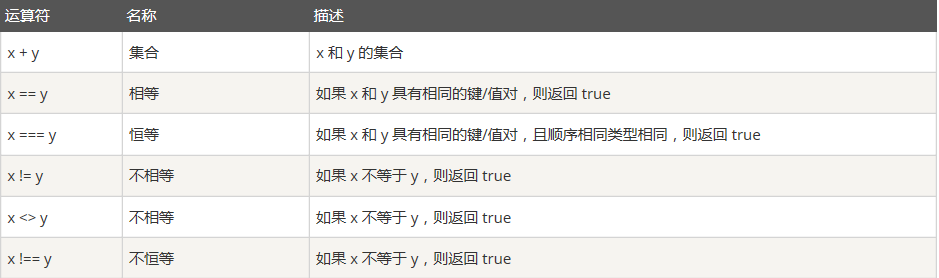 运算符 名称 描述
x + y 集合 x 和 y 的集合
x == y 相等 如果 x 和 y 具有相同的键/值对，则返回 true
x === y 恒等 如果 x 和 y 具有相同的键/值对，且顺序相同类型相同，则返回 true
x != y 不相等 如果 x 不等于 y，则返回 true
x <> y 不相等 如果 x 不等于 y，则返回 true
x !== y 不恒等 如果 x 不等于 y，则返回 true